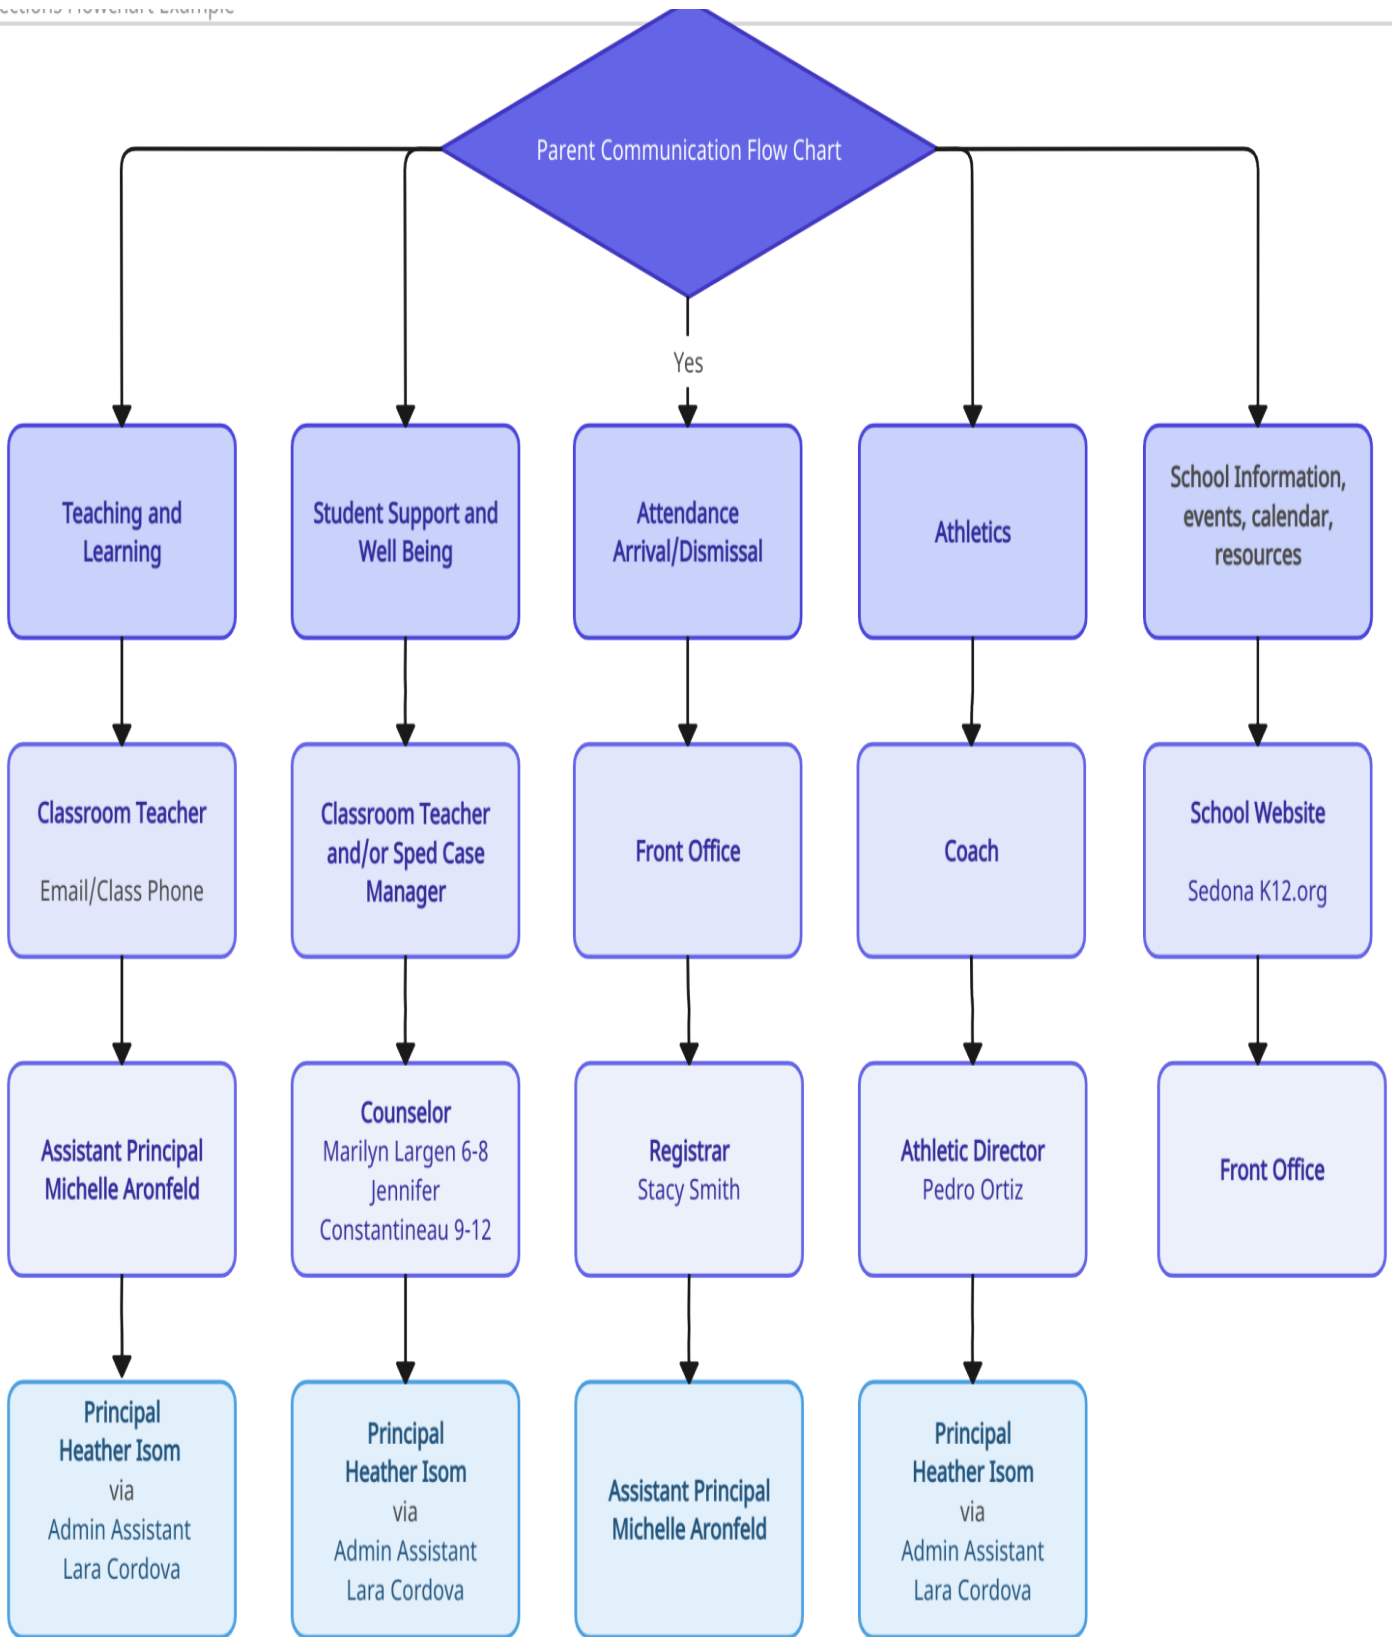 Flowchart Example
Parent Communication Flow Chart
Yes
Teaching and
Learning
Student Support and
Well Being
Attendance
Arrival/Dismissal
Athletics
School Information,
events, calendar,
resources
Classroom Teacher
Email/Class Phone
Classroom Teacher
and/or Sped Case
Manager
Front Office
Coach
School Website
Sedona K12.org
Assistant Principal
Michelle Aronfeld
Counselor
Marilyn Largen 6-8
Jennifer
Constantineau 9-12
Registrar
Stacy Smith
Athletic Director
Pedro Ortiz
Front Office
Principal
Heather Isom
via
Admin Assistant
Lara Cordova
Principal
Heather Isom
via
Admin Assistant
Lara Cordova
Assistant Principal
Michelle Aronfeld
Principal
Heather Isom
via
Admin Assistant
Lara Cordova